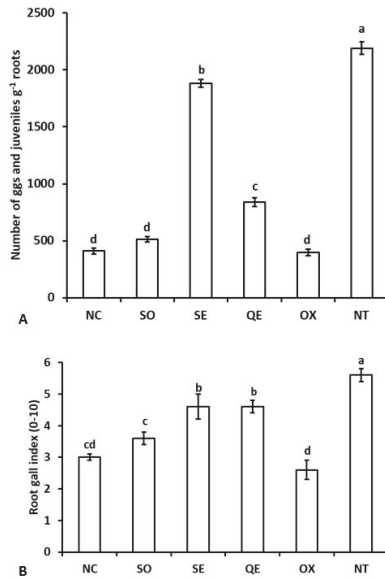 Number of ggs and juveniles g⁻¹ roots
2500
2000
1500
1000
500
0
d
d
b
c
d
a
NC SO SE QE OX NT
A
Root gall index (0-10)
6
5
4
3
2
1
0
cd
c
b
b
d
a
NC SO SE QE OX NT
B